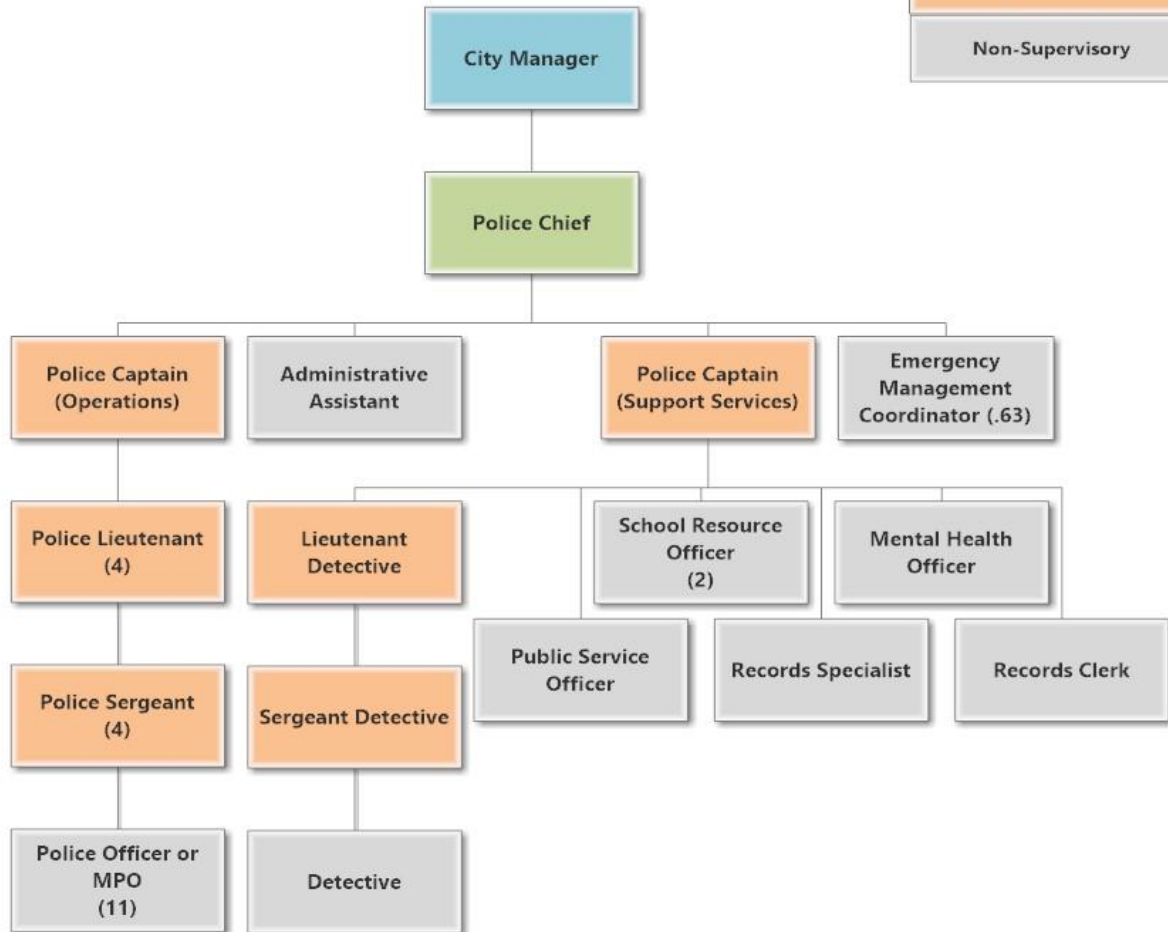 Non-Supervisory
City Manager
Police Chief
Police Captain
(Operations)
Administrative
Assistant
Police Captain
(Support Services)
Emergency
Management
Coordinator (.63)
Police Lieutenant
(4)
Lieutenant
Detective
School Resource
Officer
(2)
Mental Health
Officer
Public Service
Officer
Records Specialist
Records Clerk
Police Sergeant
(4)
Sergeant Detective
Police Officer or
MPO
(11)
Detective